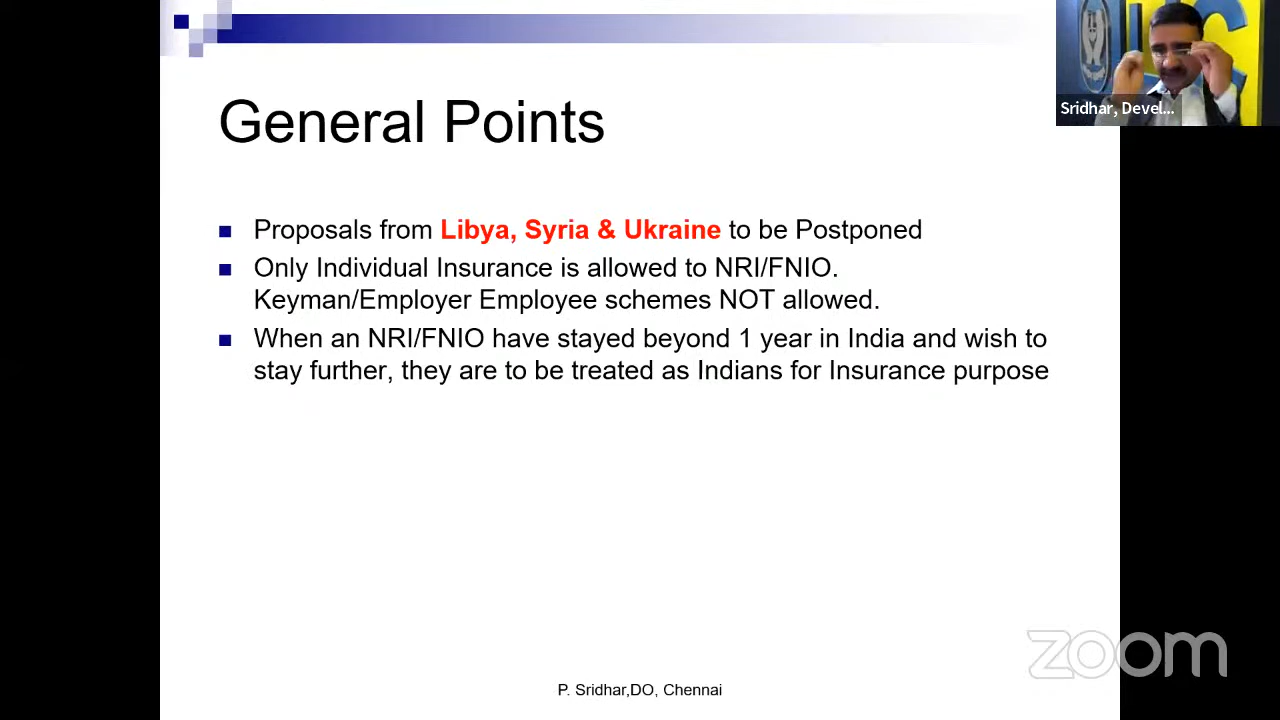 Sridhar, Devel...
General Points
Proposals from Libya, Syria & Ukraine to be Postponed
Only Individual Insurance is allowed to NRI/FNIO.
Keyman/Employer Employee schemes NOT allowed.
When an NRI/FNIO have stayed beyond 1 year in India and wish to
stay further, they are to be treated as Indians for Insurance purpose
zoom
P. Sridhar,DO, Chennai